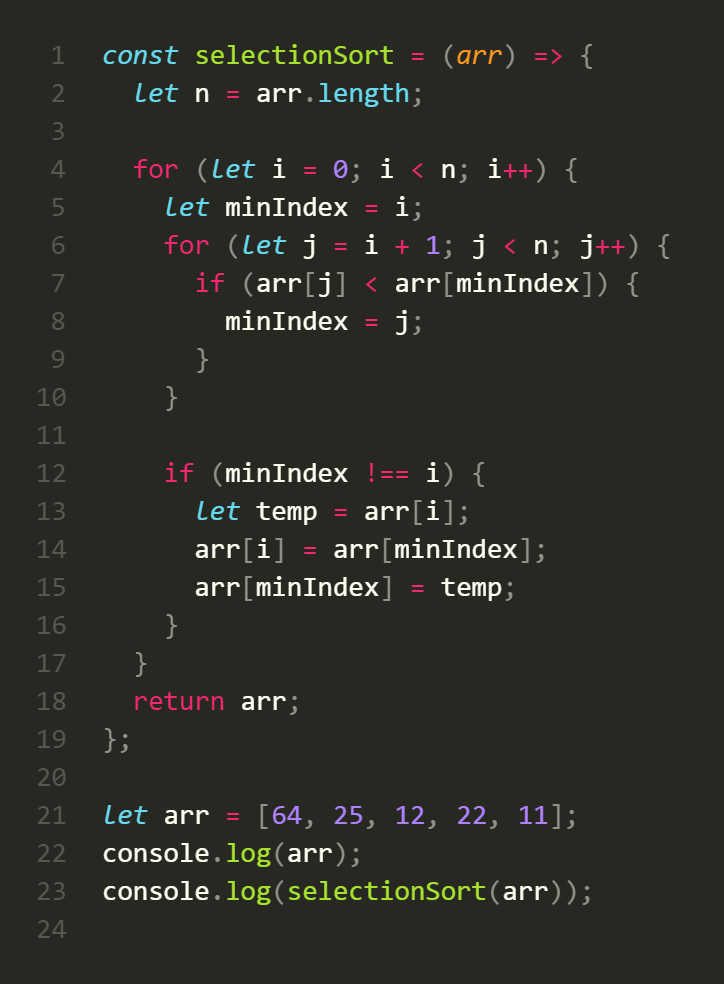 1 const selectionSort = (arr) => {
2   let n = arr.length;
3
4   for (let i = 0; i < n; i++) {
5     let minIndex = i;
6     for (let j = i + 1; j < n; j++) {
7       if (arr[j] < arr[minIndex]) {
8         minIndex = j;
9       }
10     }
11
12     if (minIndex !== i) {
13       let temp = arr[i];
14       arr[i] = arr[minIndex];
15       arr[minIndex] = temp;
16     }
17   }
18   return arr;
19 };
20
21 let arr = [64, 25, 12, 22, 11];
22 console.log(arr);
23 console.log(selectionSort(arr));
24